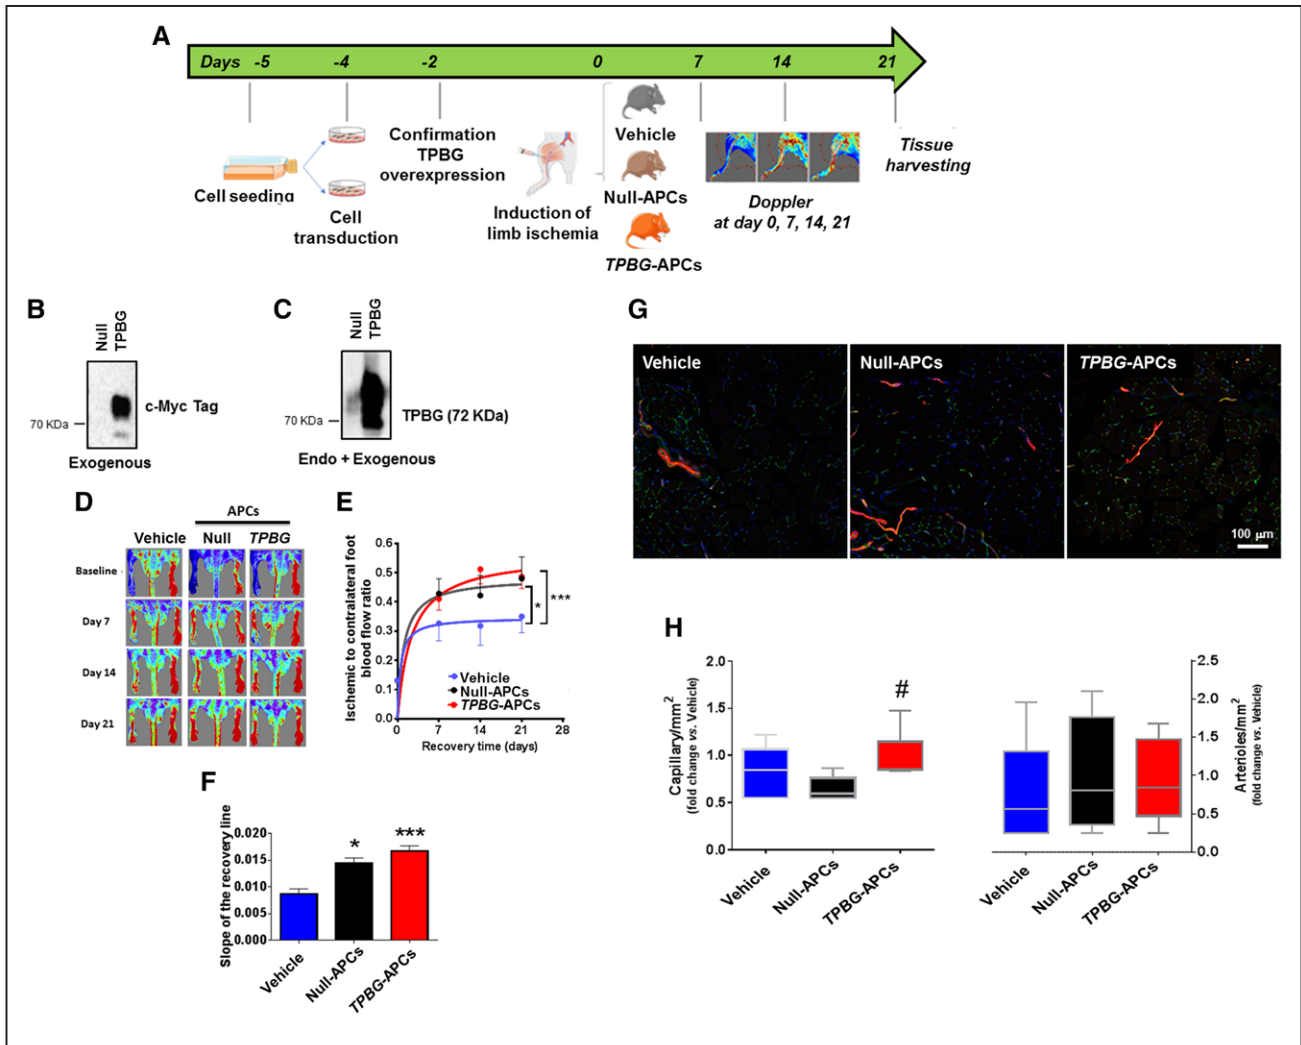 A
Days -5 -4 -2 0 7 14 21
Cell seeding
Cell
transduction
Confirmation
TPBG
overexpression
Induction of
limb ischemia
Vehicle
Null-APCs
TPBG-APCs
Doppler
at day 0, 7, 14, 21
Tissue
harvesting
B
Null
TPBG
70 KDa
c-Myc Tag
Exogenous
C
Null
TPBG
70 KDa
TPBG (72 KDa)
Endo + Exogenous
D
APCs
Vehicle Null TPBG
Baseline
Day 7
Day 14
Day 21
E
Ischemic to contralateral foot
blood flow ratio
0.6
0.5
0.4
0.3
0.2
0.1
0.0
0 7 14 21 28
Recovery time (days)
Vehicle
Null-APCs
TPBG-APCs
*
***
F
Slope of the recovery line
0.020
0.015
0.010
0.005
0.000
*
***
Vehicle
Null-APCs
TPBG-APCs
G
Vehicle
Null-APCs
TPBG-APCs
100 µm
H
Capillary/mm²
(fold change vs. Vehicle)
2.0
1.5
1.0
0.5
0.0
#
Vehicle
Null-APCs
TPBG-APCs
Arterioles/mm²
(fold change vs. Vehicle)
2.5
2.0
1.5
1.0
0.5
0.0
Vehicle
Null-APCs
TPBG-APCs